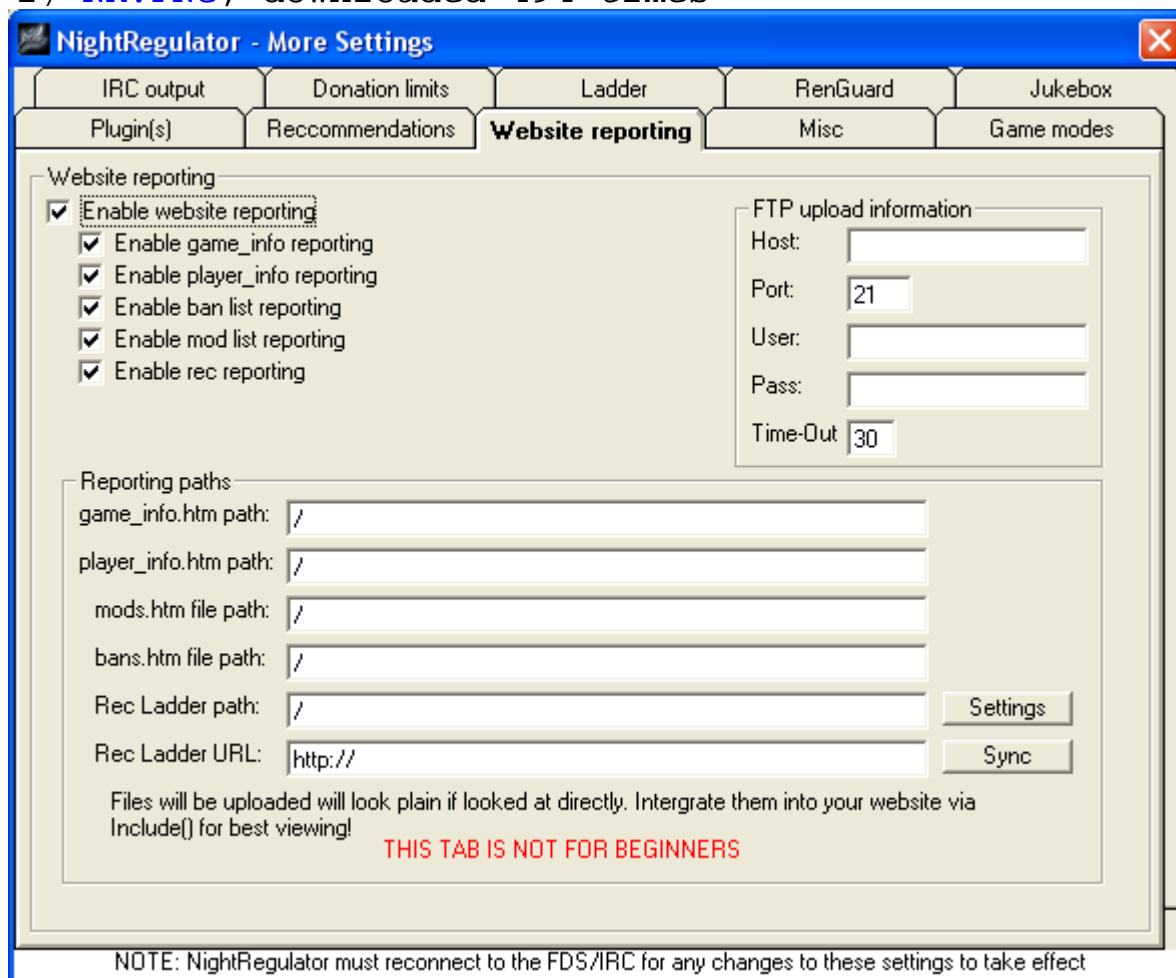 NightRegulator - More Settings
IRC output Donation limits Ladder RenGuard Jukebox
Plugin(s) Reccommendations Website reporting Misc Game modes
Website reporting
Enable website reporting
Enable game_info reporting
Enable player_info reporting
Enable ban list reporting
Enable mod list reporting
Enable rec reporting
FTP upload information
Host:
Port: 21
User:
Pass:
Time-Out 30
Reporting paths
game_info.htm path: /
player_info.htm path: /
mods.htm file path: /
bans.htm file path: /
Rec Ladder path: / Settings
Rec Ladder URL: http:// Sync
Files will be uploaded will look plain if looked at directly. Intergrate them into your website via
Include() for best viewing!
THIS TAB IS NOT FOR BEGINNERS
NOTE: NightRegulator must reconnect to the FDS/IRC for any changes to these settings to take effect